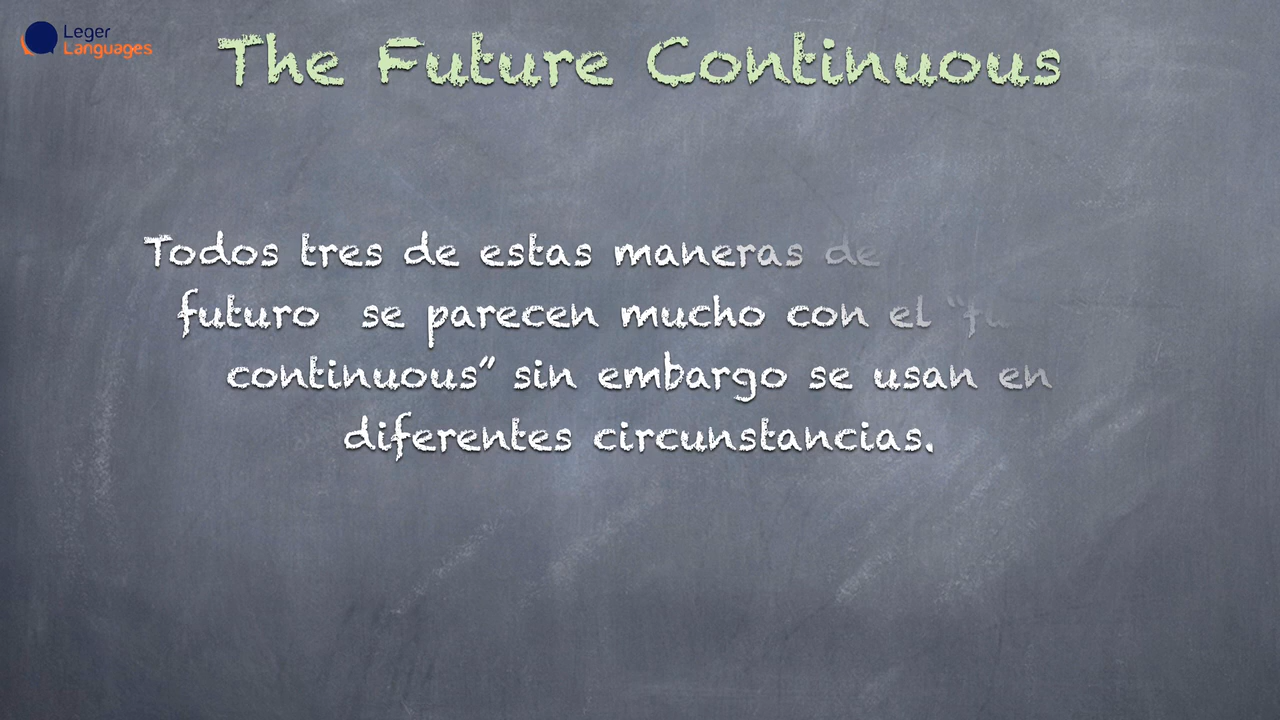 Leger
Languages
The Future Continuous
Todos tres de estas maneras de
futuro se parecen mucho con el
continuous” sin embargo se usan en
diferentes circunstancias.